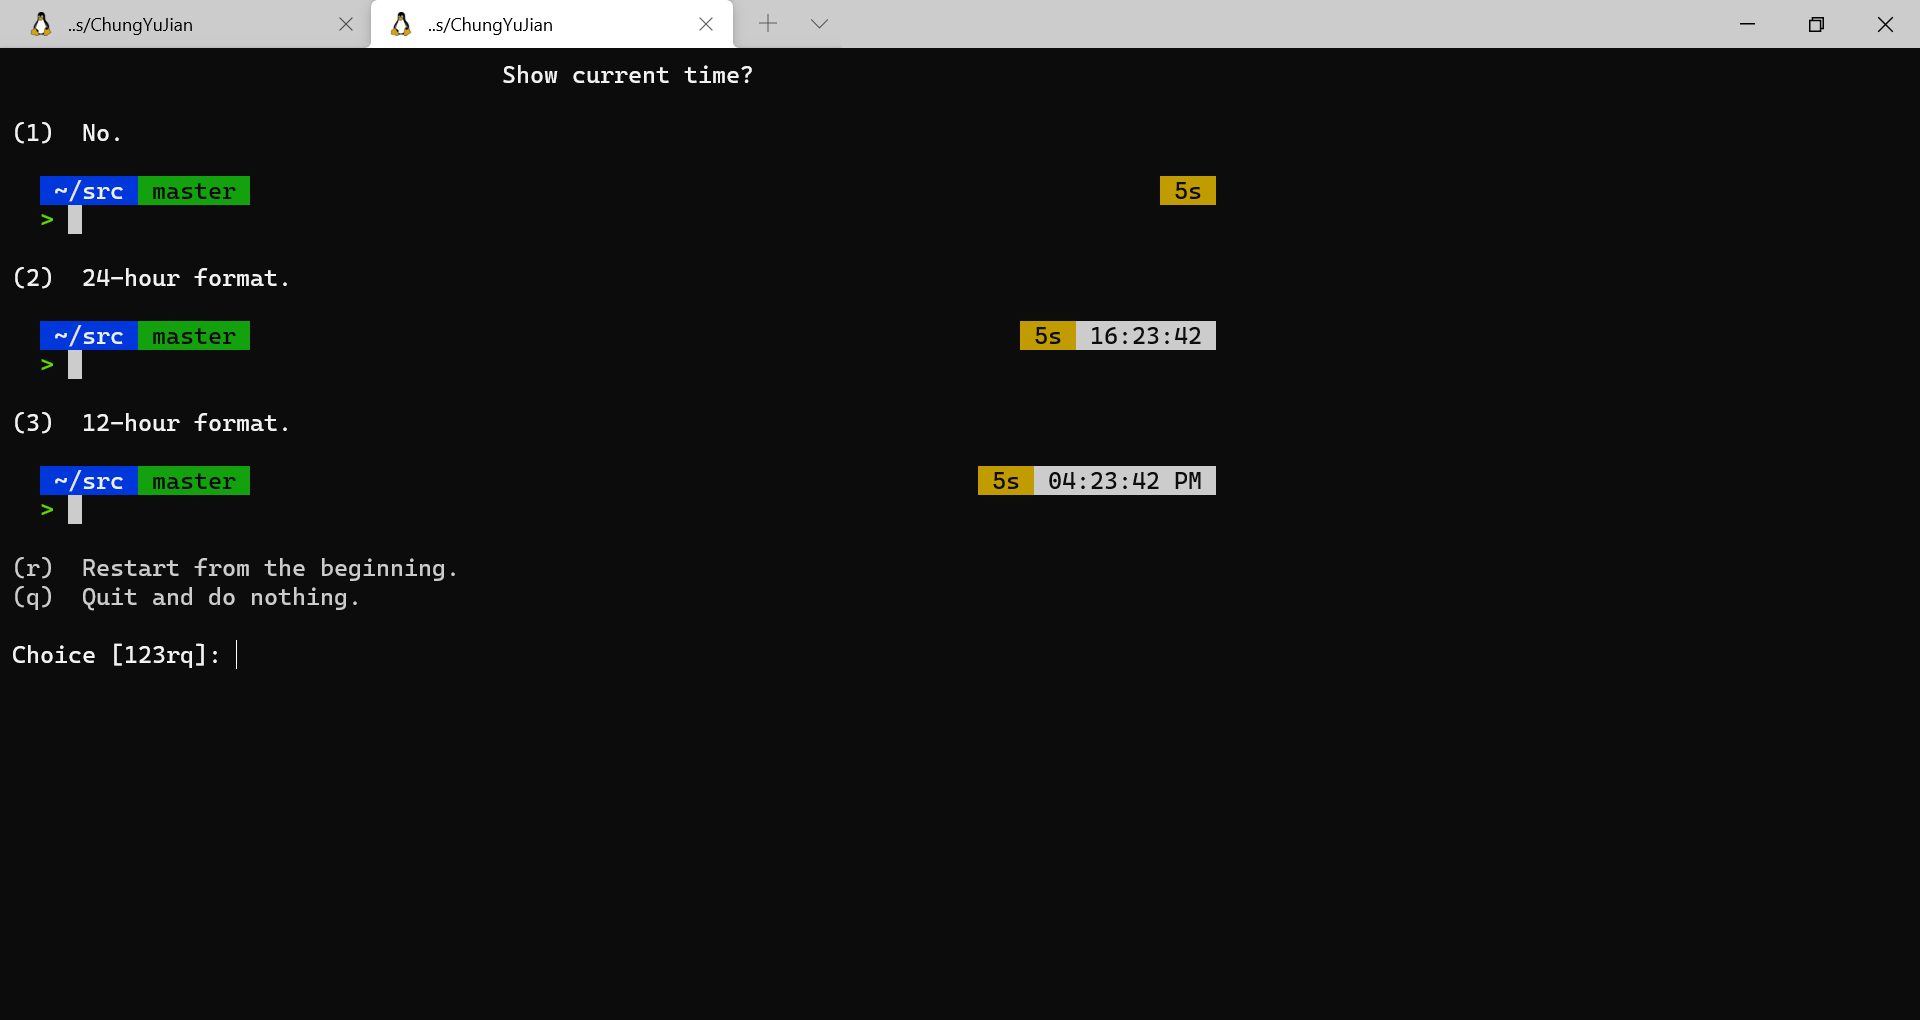 ..s/ChungYuJian ..s/ChungYuJian
Show current time?
(1) No.
~/src master 5s
>
(2) 24-hour format.
~/src master 5s 16:23:42
>
(3) 12-hour format.
~/src master 5s 04:23:42 PM
>
(r) Restart from the beginning.
(q) Quit and do nothing.
Choice [123rq]: